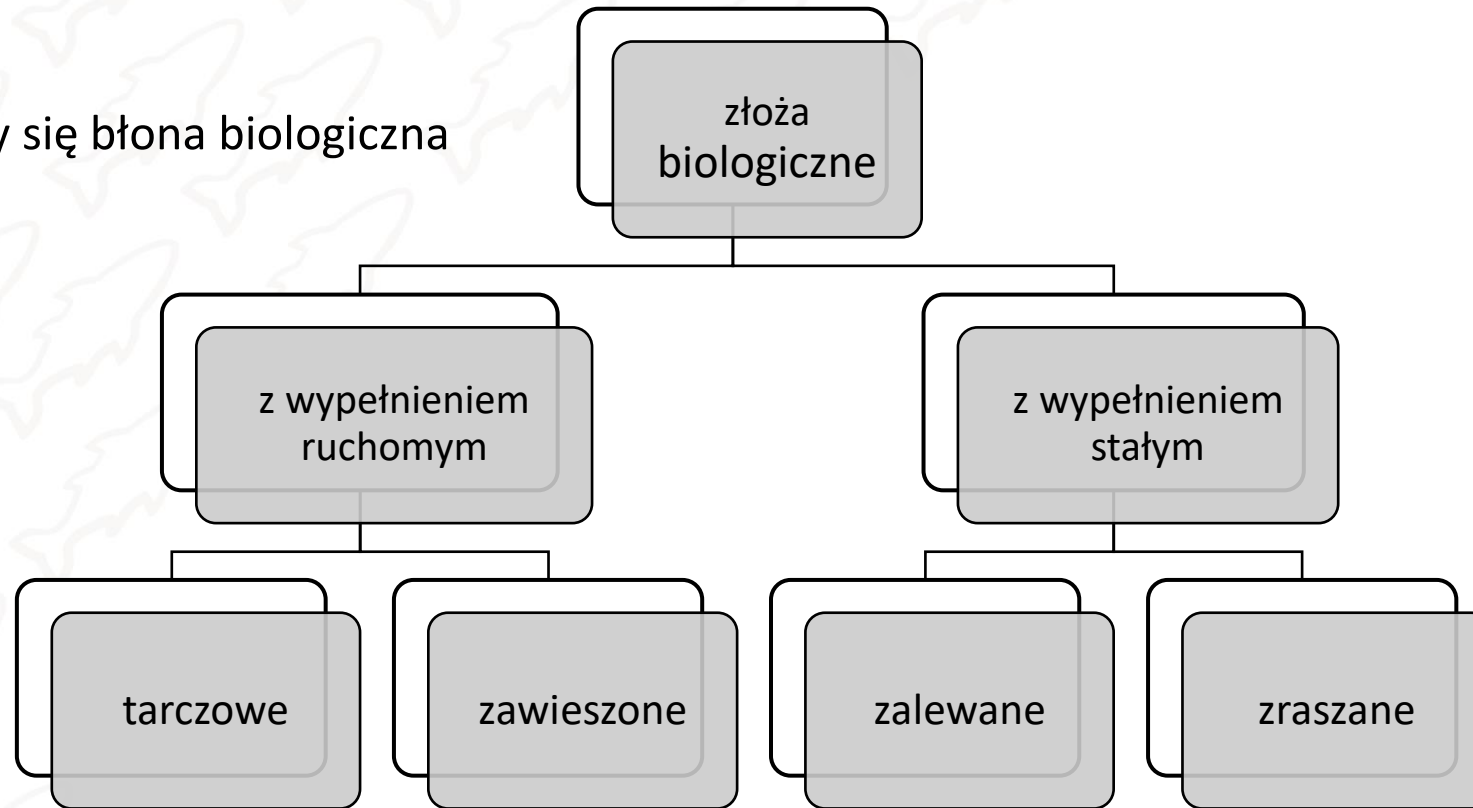 y się błona biologiczna
złoża
biologiczne
z wypełnieniem
ruchomym
z wypełnieniem
stałym
tarczowe
zawieszone
zalewane
zraszane